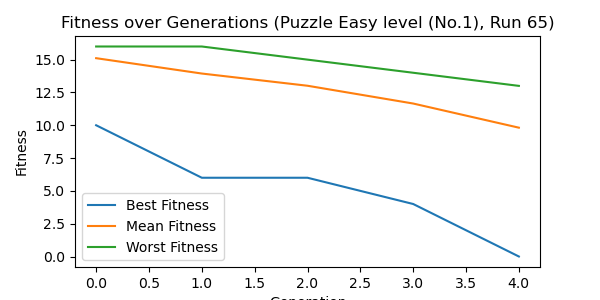 Fitness over Generations (Puzzle Easy level (No.1), Run 65)
Fitness
15.0
12.5
10.0
7.5
5.0
2.5
0.0
Best Fitness
Mean Fitness
Worst Fitness
0.0 0.5 1.0 1.5 2.0 2.5 3.0 3.5 4.0
Generation